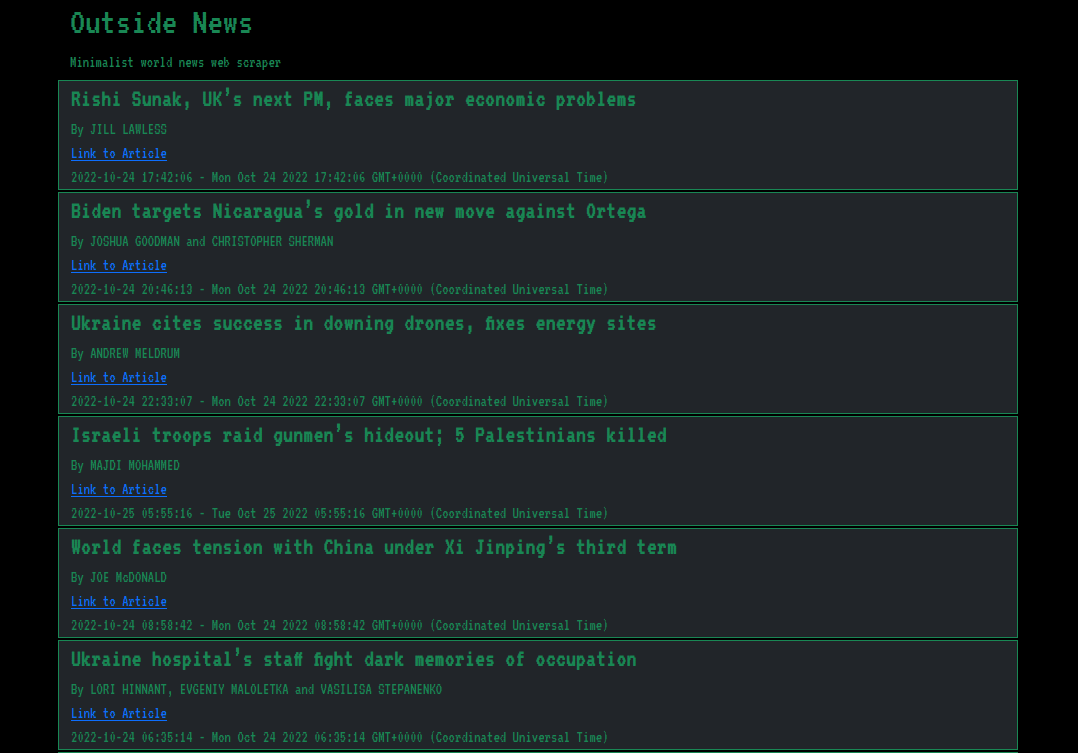 Outside News
Minimalist world news web scraper
Rishi Sunak, UK's next PM, faces major economic problems
By JILL LAWLESS
Link to Article
2022-10-24 17:42:06 - Mon Oct 24 2022 17:42:06 GMT+0000 (Coordinated Universal Time)
Biden targets Nicaragua's gold in new move against Ortega
By JOSHUA GOODMAN and CHRISTOPHER SHERMAN
Link to Article
2022-10-24 20:46:13 - Mon Oct 24 2022 20:46:13 GMT+0000 (Coordinated Universal Time)
Ukraine cites success in downing drones, fixes energy sites
By ANDREW MELDRUM
Link to Article
2022-10-24 22:33:07 - Mon Oct 24 2022 22:33:07 GMT+0000 (Coordinated Universal Time)
Israeli troops raid gunmen's hideout; 5 Palestinians killed
By MAJDI MOHAMMED
Link to Article
2022-10-25 05:55:16 - Tue Oct 25 2022 05:55:16 GMT+0000 (Coordinated Universal Time)
World faces tension with China under Xi Jinping's third term
By JOE McDONALD
Link to Article
2022-10-24 08:58:42 - Mon Oct 24 2022 08:58:42 GMT+0000 (Coordinated Universal Time)
Ukraine hospital's staff fight dark memories of occupation
By LORI HINNANT, EVGENIY MALOLETKA and VASILISA STEPANENKO
Link to Article
2022-10-24 06:35:14 - Mon Oct 24 2022 06:35:14 GMT+0000 (Coordinated Universal Time)